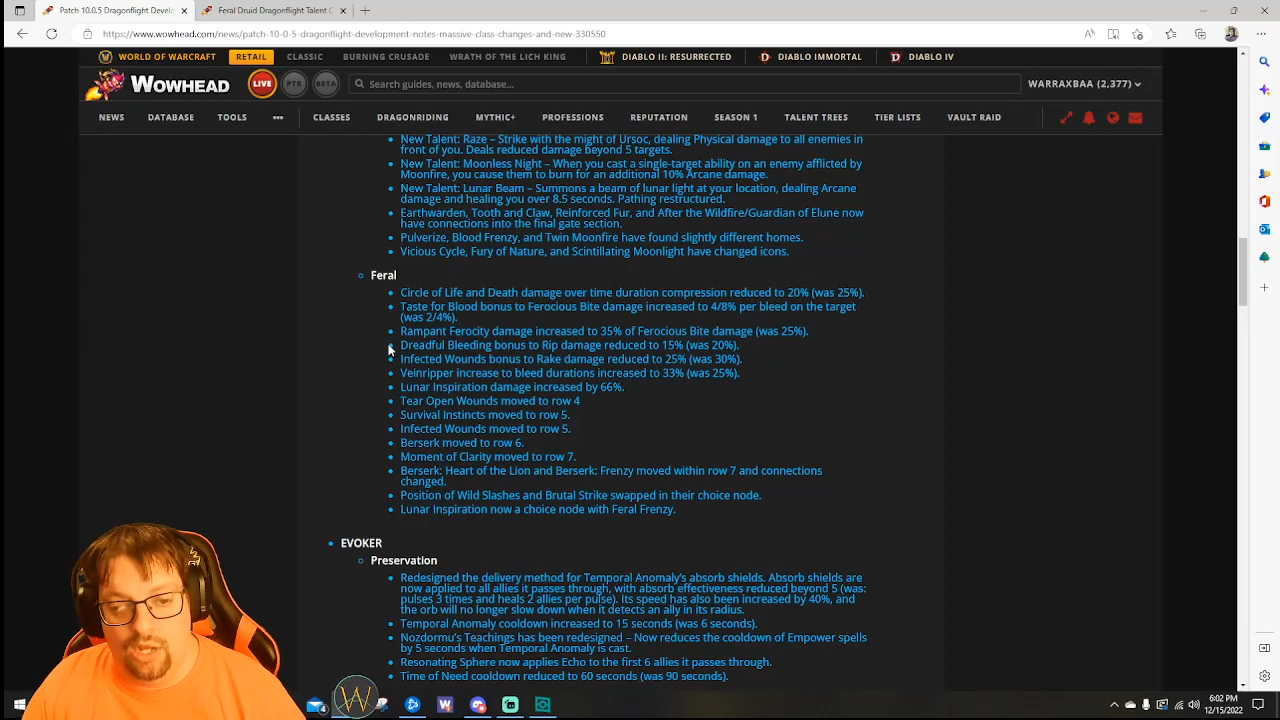 Patch 10.0.5 Dragonflight Develo
Feral Druid Dragonflight Talent C
https://www.wowhead.com/news/patch-10-0-5-dragonflight-development-notes-massive-class-changes-and-new-330550
WORLD OF WARCRAFT RETAIL CLASSIC BURNING CRUSADE WRATH OF THE LICH KING DIABLO II: RESURRECTED DIABLO IMMORTAL DIABLO IV
WOWHEAD LIVE PTR BETA Search guides, news, database... WARRAXBAA (2,377)
NEWS DATABASE TOOLS ••• CLASSES DRAGONRIDING MYTHIC+ PROFESSIONS REPUTATION SEASON 1 TALENT TREES TIER LISTS VAULT RAID
New Talent: Raze – Strike with the might of Ursoc, dealing Physical damage to all enemies in
front of you. Deals reduced damage beyond 5 targets.
New Talent: Moonless Night – When you cast a single-target ability on an enemy afflicted by
Moonfire, you cause them to burn for an additional 10% Arcane damage.
New Talent: Lunar Beam – Summons a beam of lunar light at your location, dealing Arcane
damage and healing you over 8.5 seconds. Pathing restructured.
Earthwarden, Tooth and Claw, Reinforced Fur, and After the Wildfire/Guardian of Elune now
have connections into the final gate section.
Pulverize, Blood Frenzy, and Twin Moonfire have found slightly different homes.
Vicious Cycle, Fury of Nature, and Scintillating Moonlight have changed icons.
Feral
Circle of Life and Death damage over time duration compression reduced to 20% (was 25%).
Taste for Blood bonus to Ferocious Bite damage increased to 4/8% per bleed on the target
(was 2/4%).
Rampant Ferocity damage increased to 35% of Ferocious Bite damage (was 25%).
Dreadful Bleeding bonus to Rip damage reduced to 15% (was 20%).
Infected Wounds bonus to Rake damage reduced to 25% (was 30%).
Veinripper increase to bleed durations increased to 33% (was 25%).
Lunar Inspiration damage increased by 66%.
Tear Open Wounds moved to row 4
Survival Instincts moved to row 5.
Infected Wounds moved to row 5.
Berserk moved to row 6.
Moment of Clarity moved to row 7.
Berserk: Heart of the Lion and Berserk: Frenzy moved within row 7 and connections
changed.
Position of Wild Slashes and Brutal Strike swapped in their choice node.
Lunar Inspiration now a choice node with Feral Frenzy.
EVOKER
Preservation
Redesigned the delivery method for Temporal Anomaly's absorb shields. Absorb shields are
now applied to all allies it passes through, with absorb effectiveness reduced beyond 5 (was:
pulses 3 times and heals 2 allies per pulse). Its speed has also been increased by 40%, and
the orb will no longer slow down when it detects an ally in its radius.
Temporal Anomaly cooldown increased to 15 seconds (was 6 seconds).
Nozdormu's Teachings has been redesigned – Now reduces the cooldown of Empower spells
by 5 seconds when Temporal Anomaly is cast.
Resonating Sphere now applies Echo to the first 6 allies it passes through.
Time of Need cooldown reduced to 60 seconds (was 90 seconds).
6:02 PM
12/15/2022